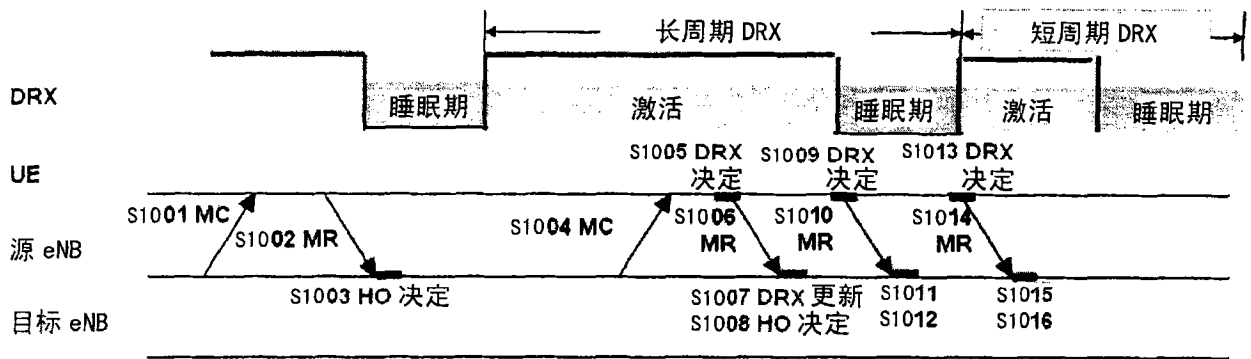 长周期 DRX
短周期 DRX
DRX
睡眠期
激活
睡眠期
激活
睡眠期
UE
S1005 DRX
决定
S1009 DRX
决定
S1013 DRX
决定
S1001 MC
S1002 MR
S1004 MC
S1006
MR
S1010
MR
S1014
MR
源 eNB
S1003 HO 决定
S1007 DRX 更新
S1008 HO 决定
S1011
S1012
S1015
S1016
目标 eNB